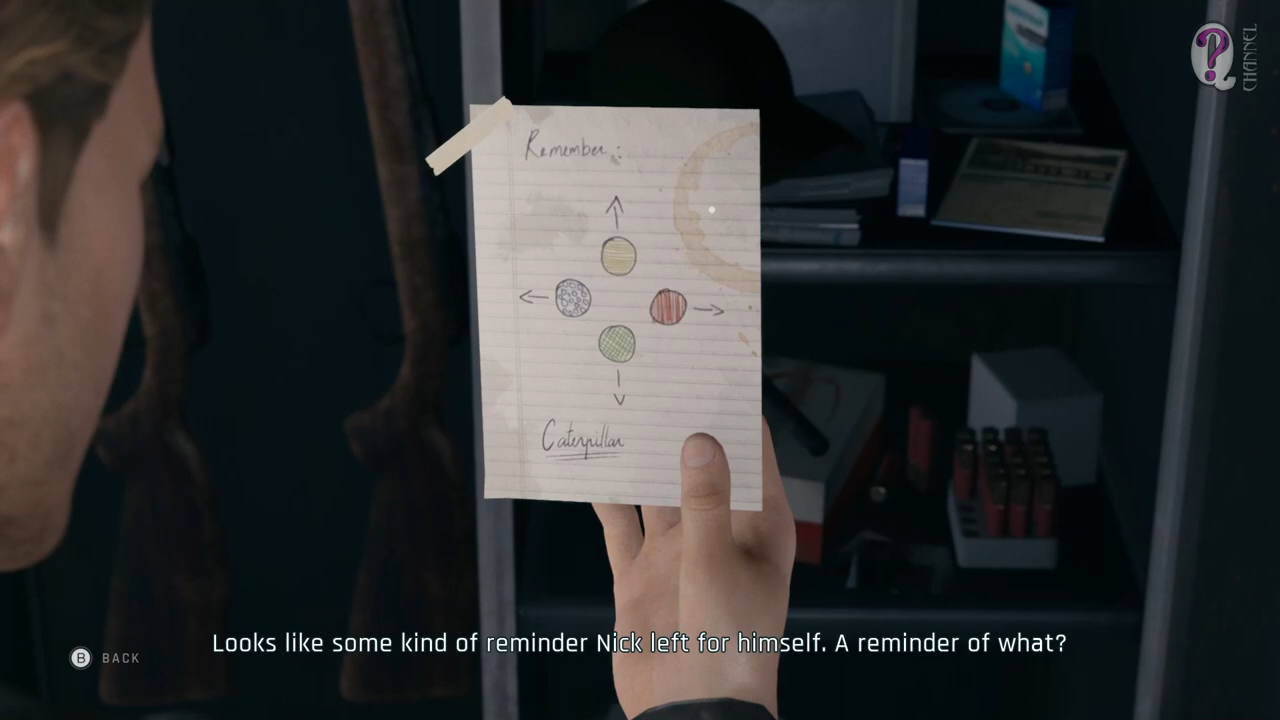 ? CHANNEL
Remember:
Caterpillar
Looks like some kind of reminder Nick left for himself. A reminder of what?
B BACK